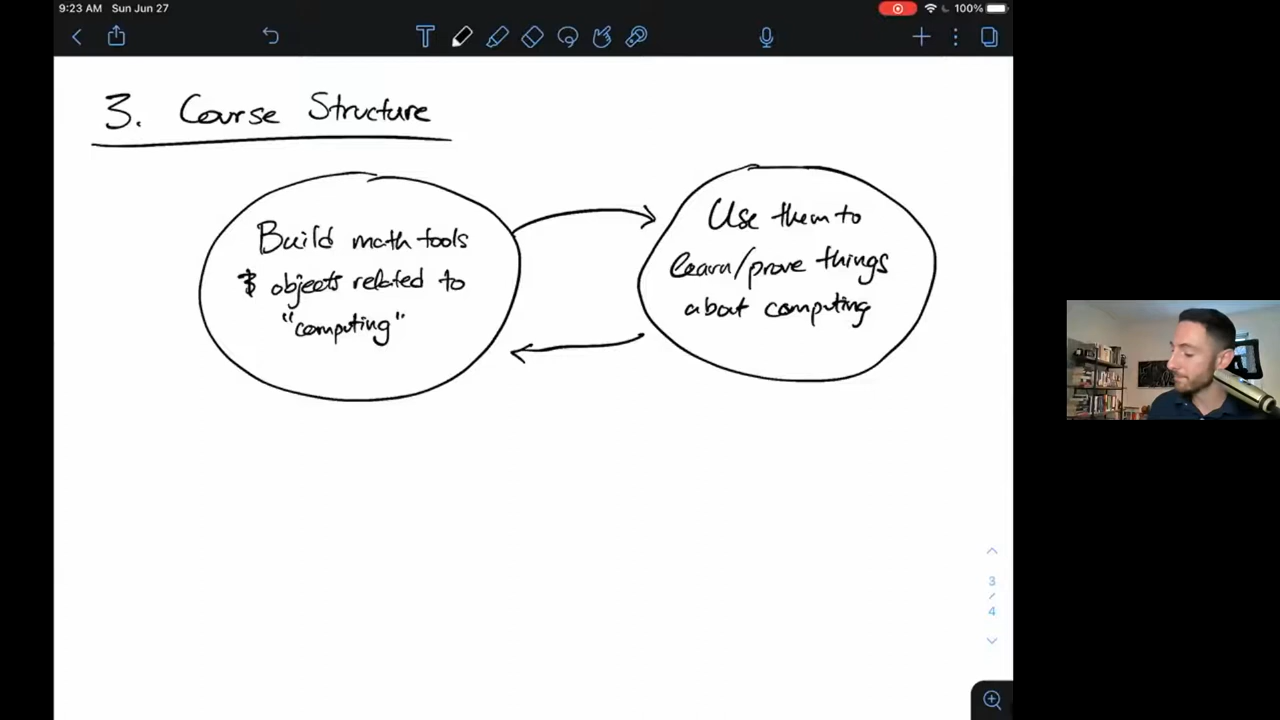 9:23 AM Sun Jun 27
100%
T
3. Course Structure
Build math tools
& objects related to
"computing"
Use them to
learn/prove things
about computing
3
/
4